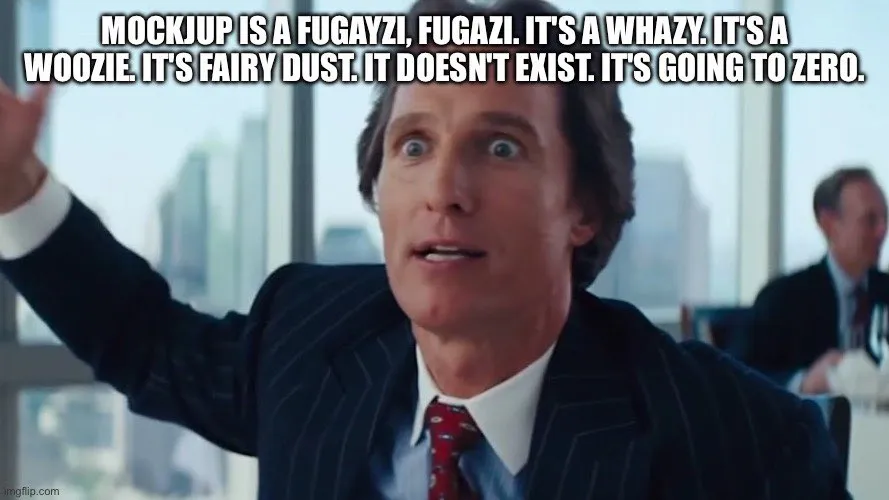 MOCKJUP IS A FUGAYZI, FUGAZI. IT'S A WHAZY. IT'S A
WOOZIE. IT'S FAIRY DUST. IT DOESN'T EXIST. IT'S GOING TO ZERO.
imgflip.com